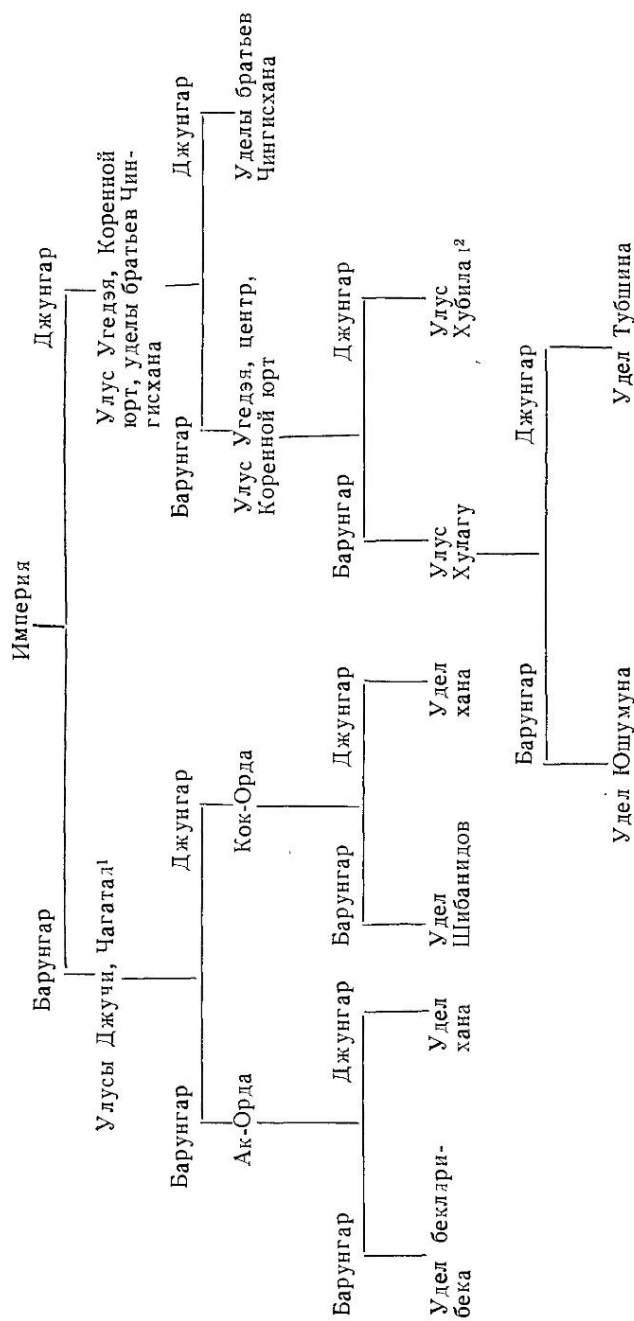 Империя
Барунгар
Джунгар
Улусы Джучи, Чагатал¹
Улус Угедэя, Коренной
юрт, уделы братьев Чин-
гисхана
Барунгар
Джунгар
Барунгар
Джунгар
Ак-Орда
Кок-Орда
Улус Угедэя, центр,
Коренной юрт
Уделы братьев
Чингисхана
Барунгар
Джунгар
Барунгар
Джунгар
Барунгар
Джунгар
Удел бекляри-
бека
Удел
хана
Удел
Шибанидов
Удел
хана
Улус
Хулагу
Улус
Хубила 1²
Барунгар
Джунгар
Удел Юшумуна
Удел Тубшина